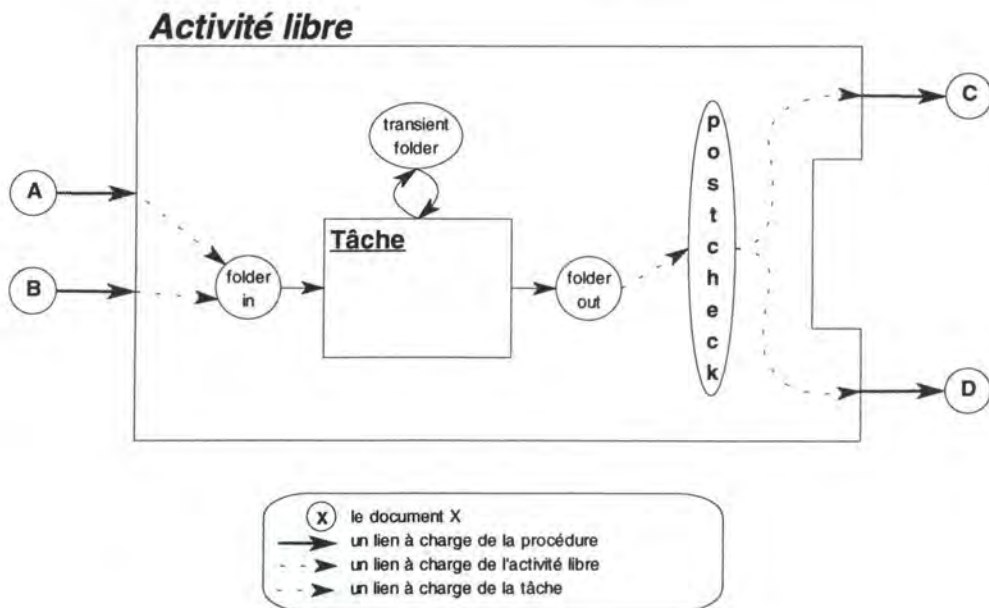 Activité libre
A
B
transient
folder
Tâche
folder
in
folder
out
postcheck
C
D
X le document X
un lien à charge de la procédure
un lien à charge de l'activité libre
un lien à charge de la tâche